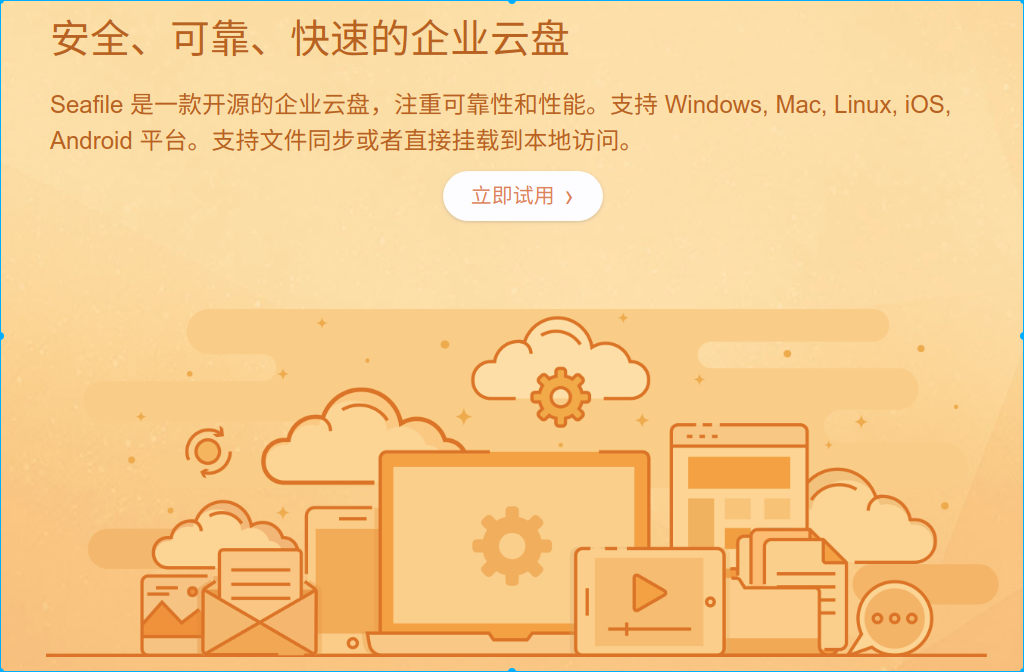 安全、可靠、快速的企业云盘
Seafile 是一款开源的企业云盘，注重可靠性和性能。支持 Windows, Mac, Linux, iOS,
Android 平台。支持文件同步或者直接挂载到本地访问。
立即试用 ›